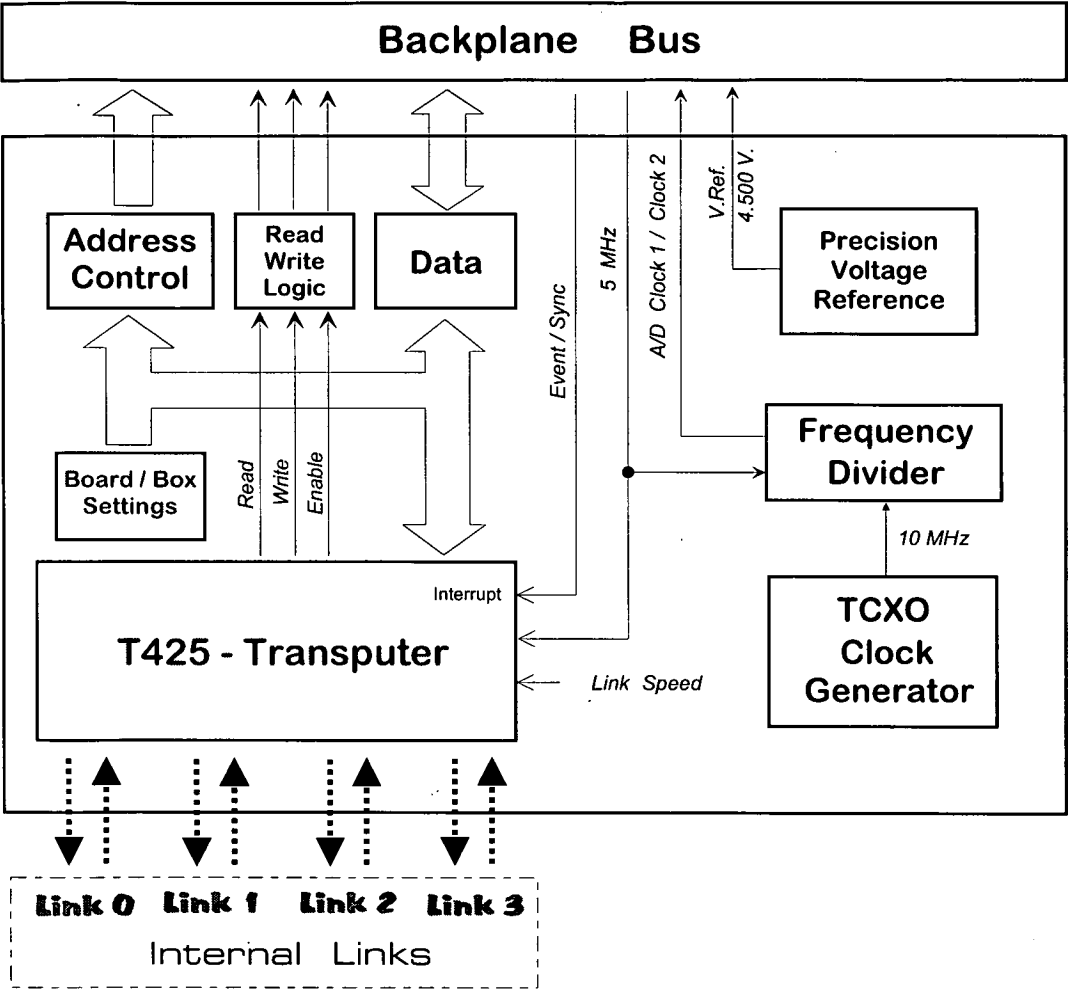 Backplane Bus
Address
Control
Read
Write
Logic
Data
Event / Sync
5 MHz
A/D Clock 1 / Clock 2
V.Ref.
4.500 V.
Precision
Voltage
Reference
Board / Box
Settings
Read
Write
Enable
Frequency
Divider
10 MHz
TCXO
Clock
Generator
Interrupt
T425 - Transputer
Link Speed
Link 0 Link 1 Link 2 Link 3
Internal Links